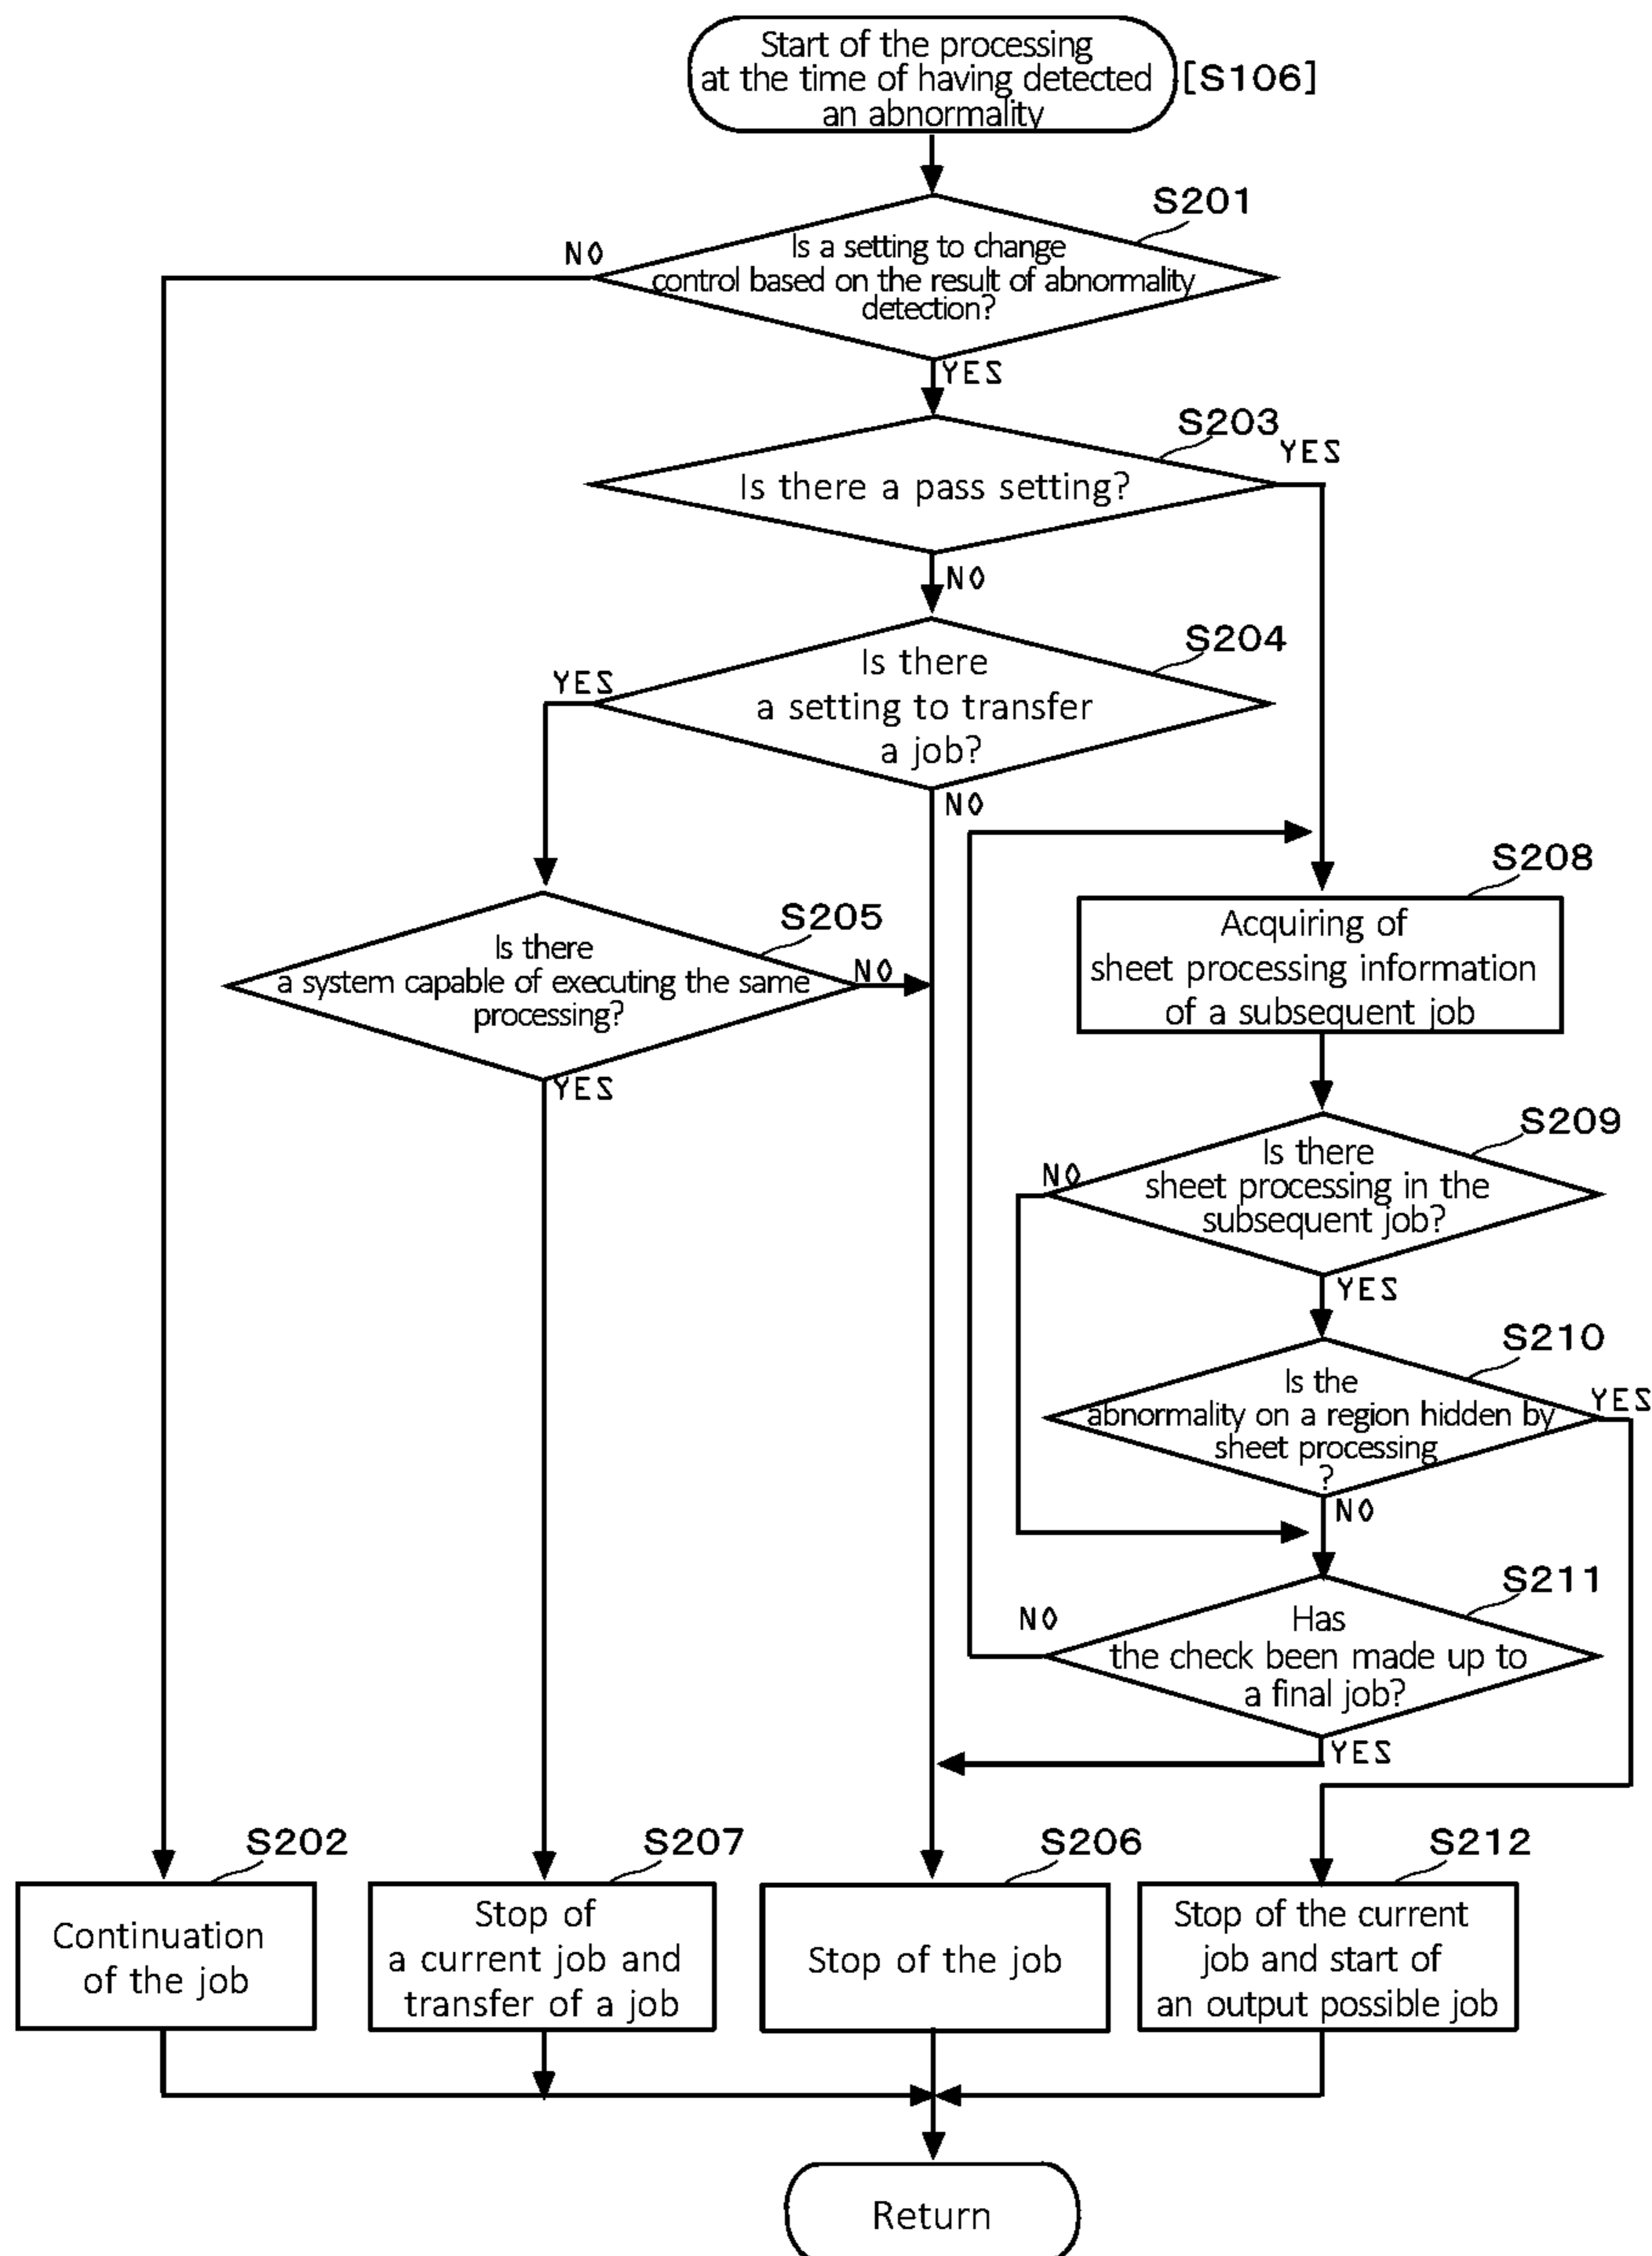 Start of the processing
at the time of having detected
an abnormality
[S106]
S201
NO
Is a setting to change
control based on the result of abnormality
detection?
YES
S203
YES
Is there a pass setting?
NO
S204
YES
Is there
a setting to transfer
a job?
NO
S208
Acquiring of
sheet processing information
of a subsequent job
S205
Is there
a system capable of executing the same
processing?
NO
YES
S209
NO
Is there
sheet processing in the
subsequent job?
YES
S210
Is the
abnormality on a region hidden by
sheet processing
?
YES
NO
S211
NO
Has
the check been made up to
a final job?
YES
S202
Continuation
of the job
S207
Stop of
a current job and
transfer of a job
S206
Stop of the job
S212
Stop of the current
job and start of
an output possible job
Return